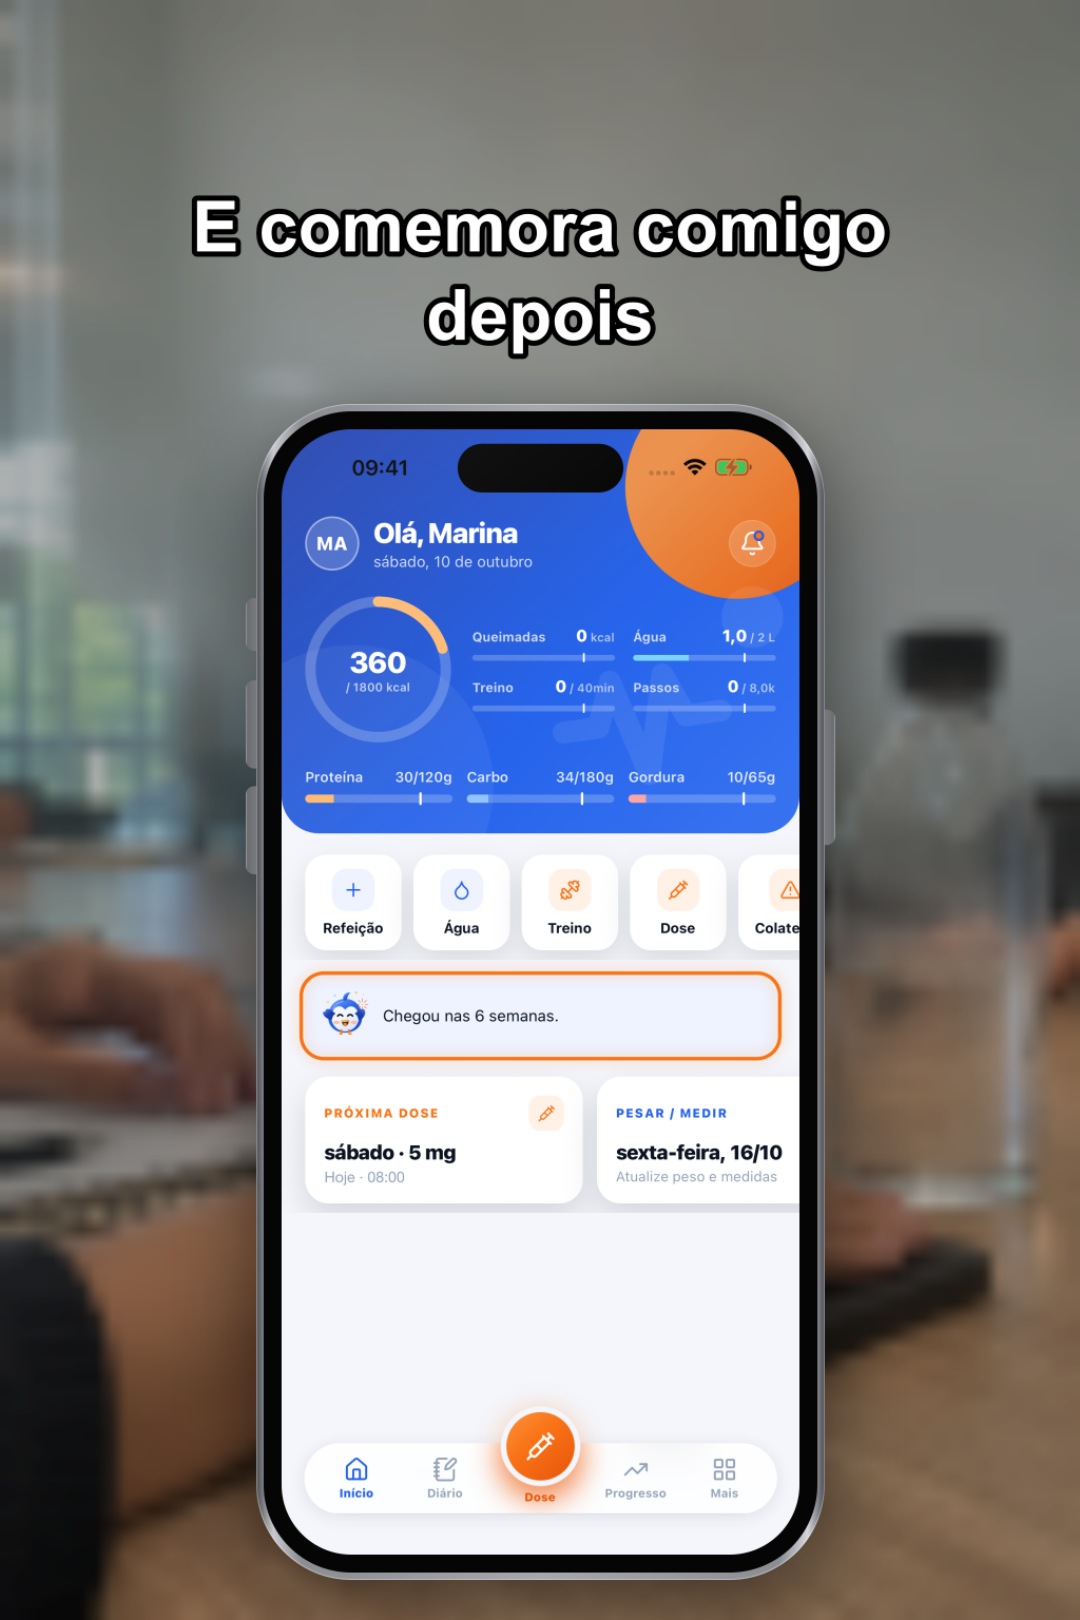 E comemora comigo
depois
09:41
MA
Olá, Marina
sábado, 10 de outubro
360
/ 1800 kcal
Queimadas 0 kcal
Água 1,0 / 2 L
Treino 0 / 40min
Passos 0 / 8,0k
Proteína 30/120g
Carbo 34/180g
Gordura 10/65g
Refeição
Água
Treino
Dose
Colate
Chegou nas 6 semanas.
PRÓXIMA DOSE
sábado · 5 mg
Hoje · 08:00
PESAR / MEDIR
sexta-feira, 16/10
Atualize peso e medidas
Início
Diário
Dose
Progresso
Mais